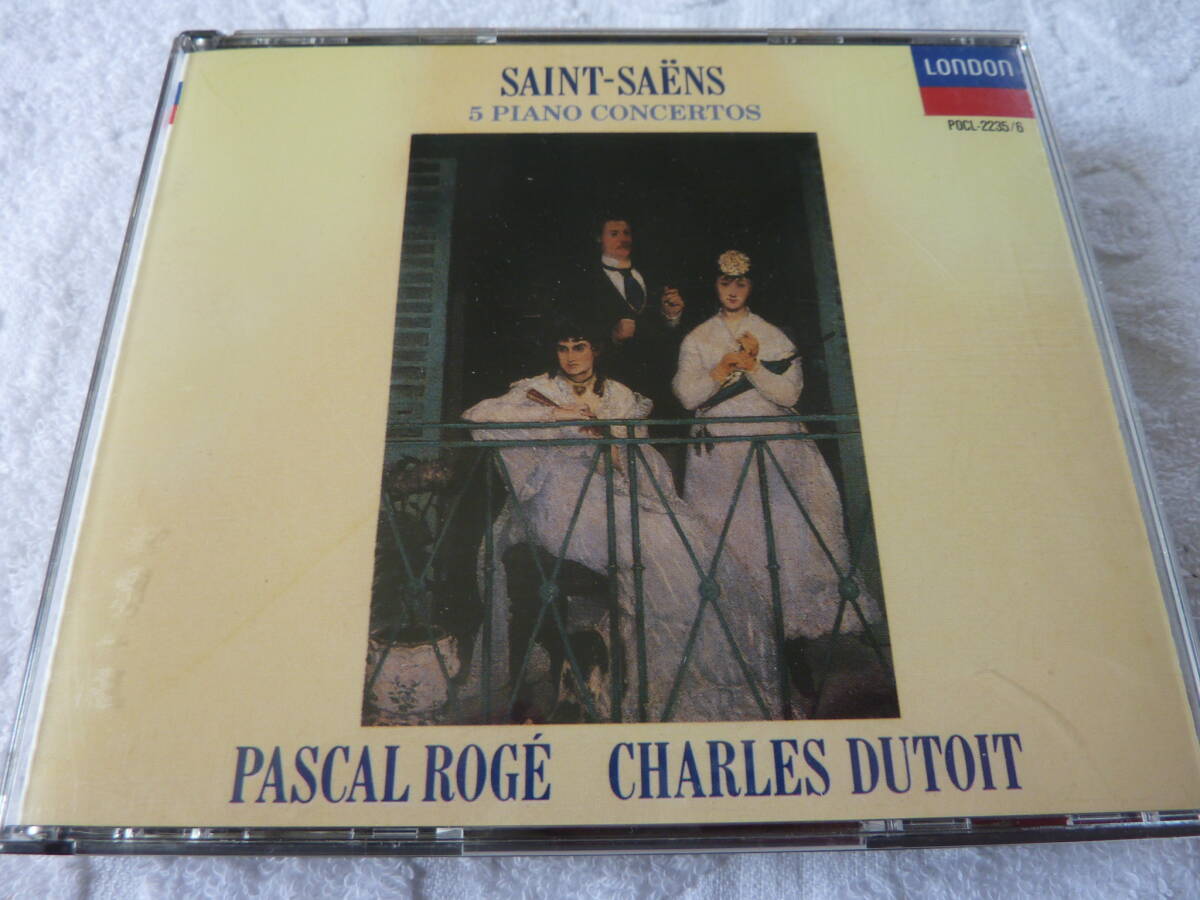 SAINT-SAËNS
5 PIANO CONCERTOS
LONDON
POCL-2235/6
PASCAL ROGÉ CHARLES DUTOIT